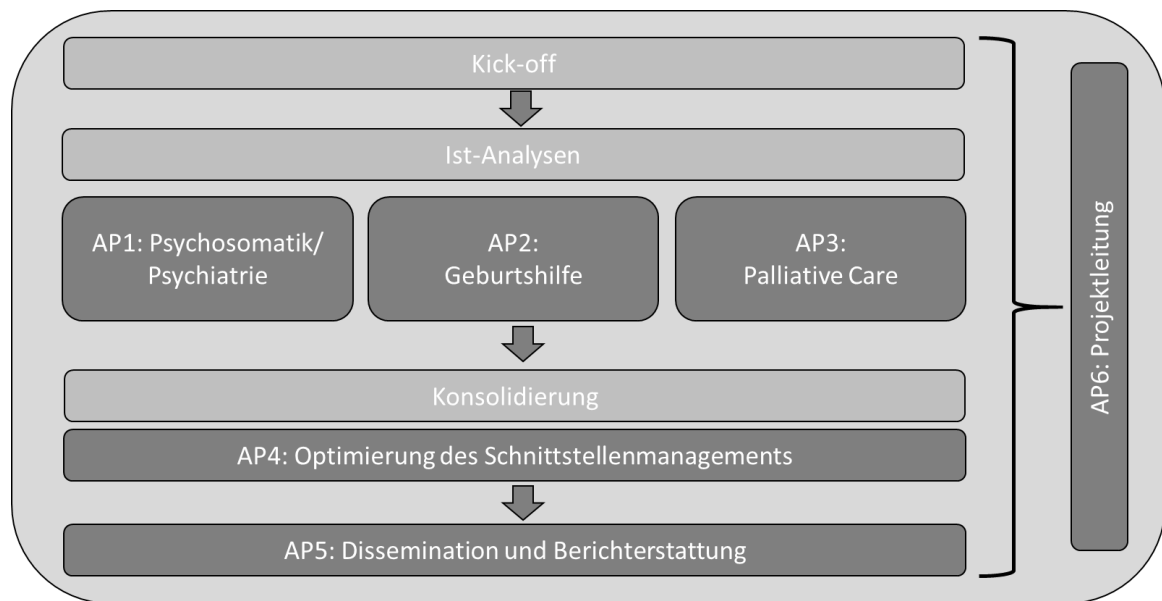 Kick-off
Ist-Analysen
AP1: Psychosomatik/
Psychiatrie
AP2:
Geburtshilfe
AP3:
Palliative Care
Konsolidierung
AP4: Optimierung des Schnittstellenmanagements
AP5: Dissemination und Berichterstattung
AP6: Projektleitung